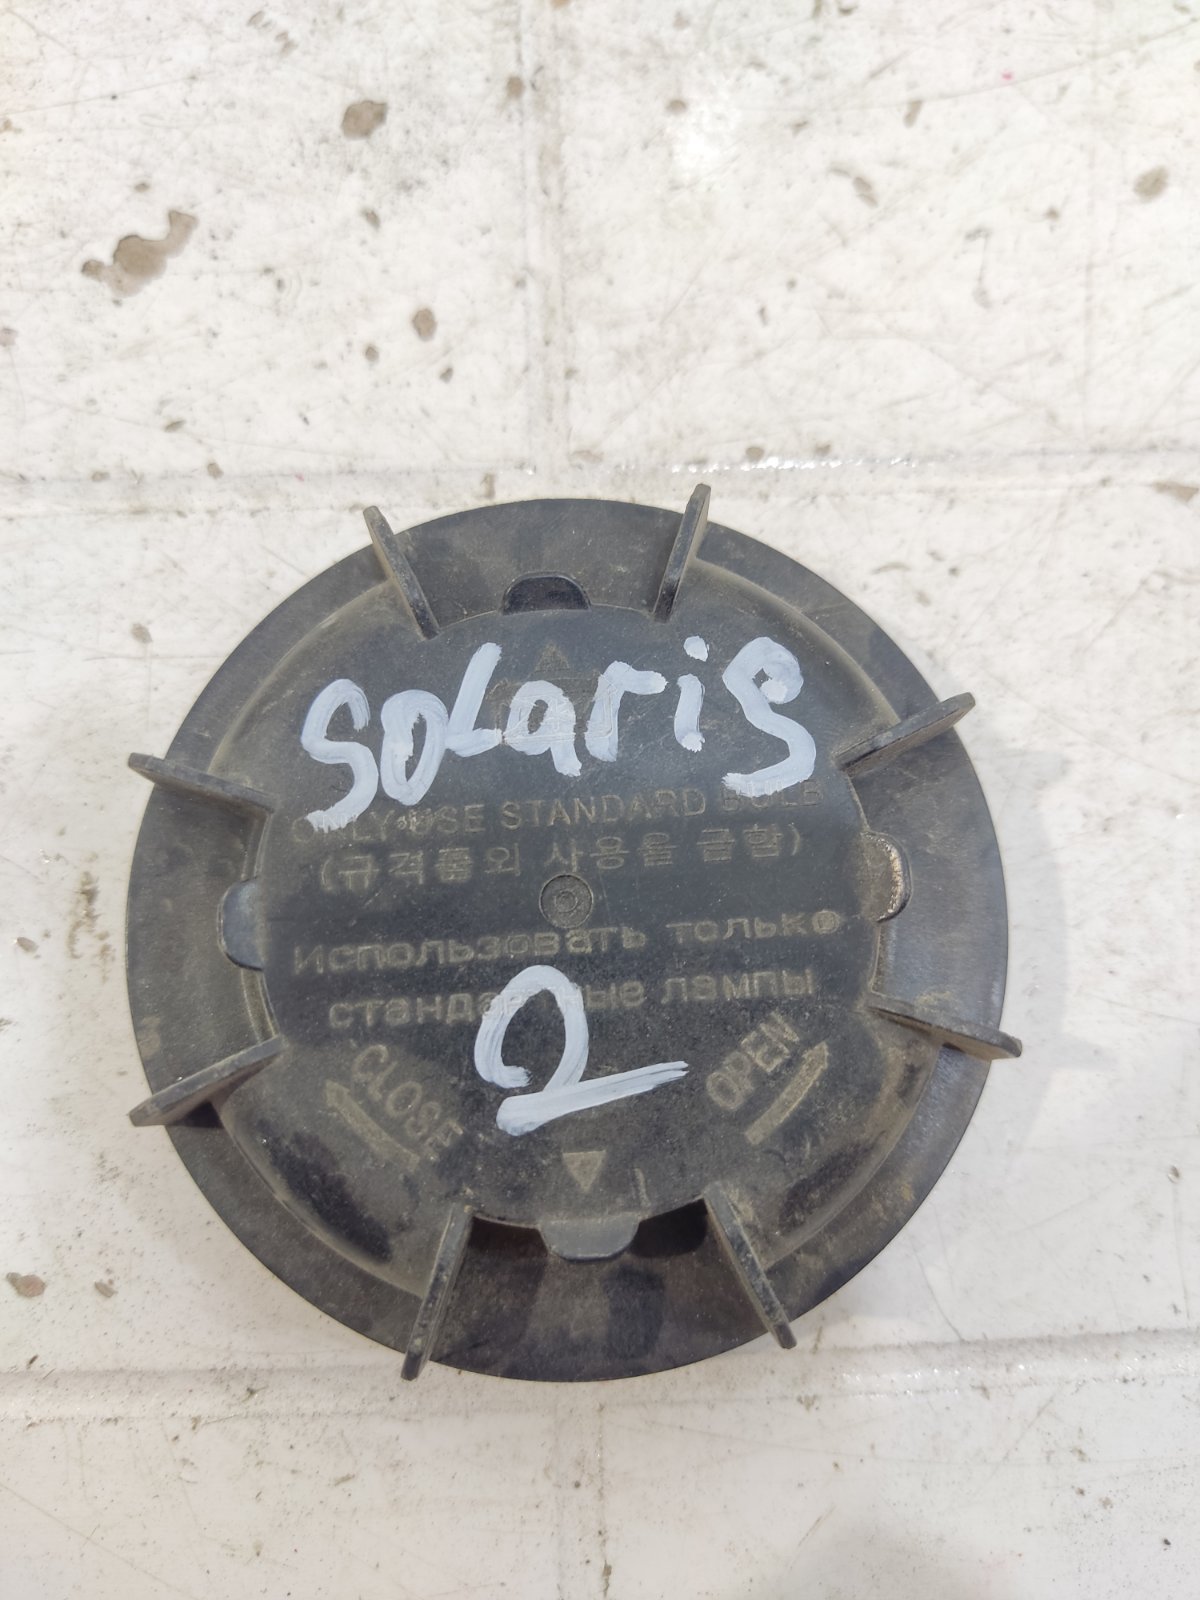 SOLaris
ONLY USE STANDARD BULB
(규격품외 사용을 금함)
Использовать только
стандартные лампы
2
CLOSE
OPEN